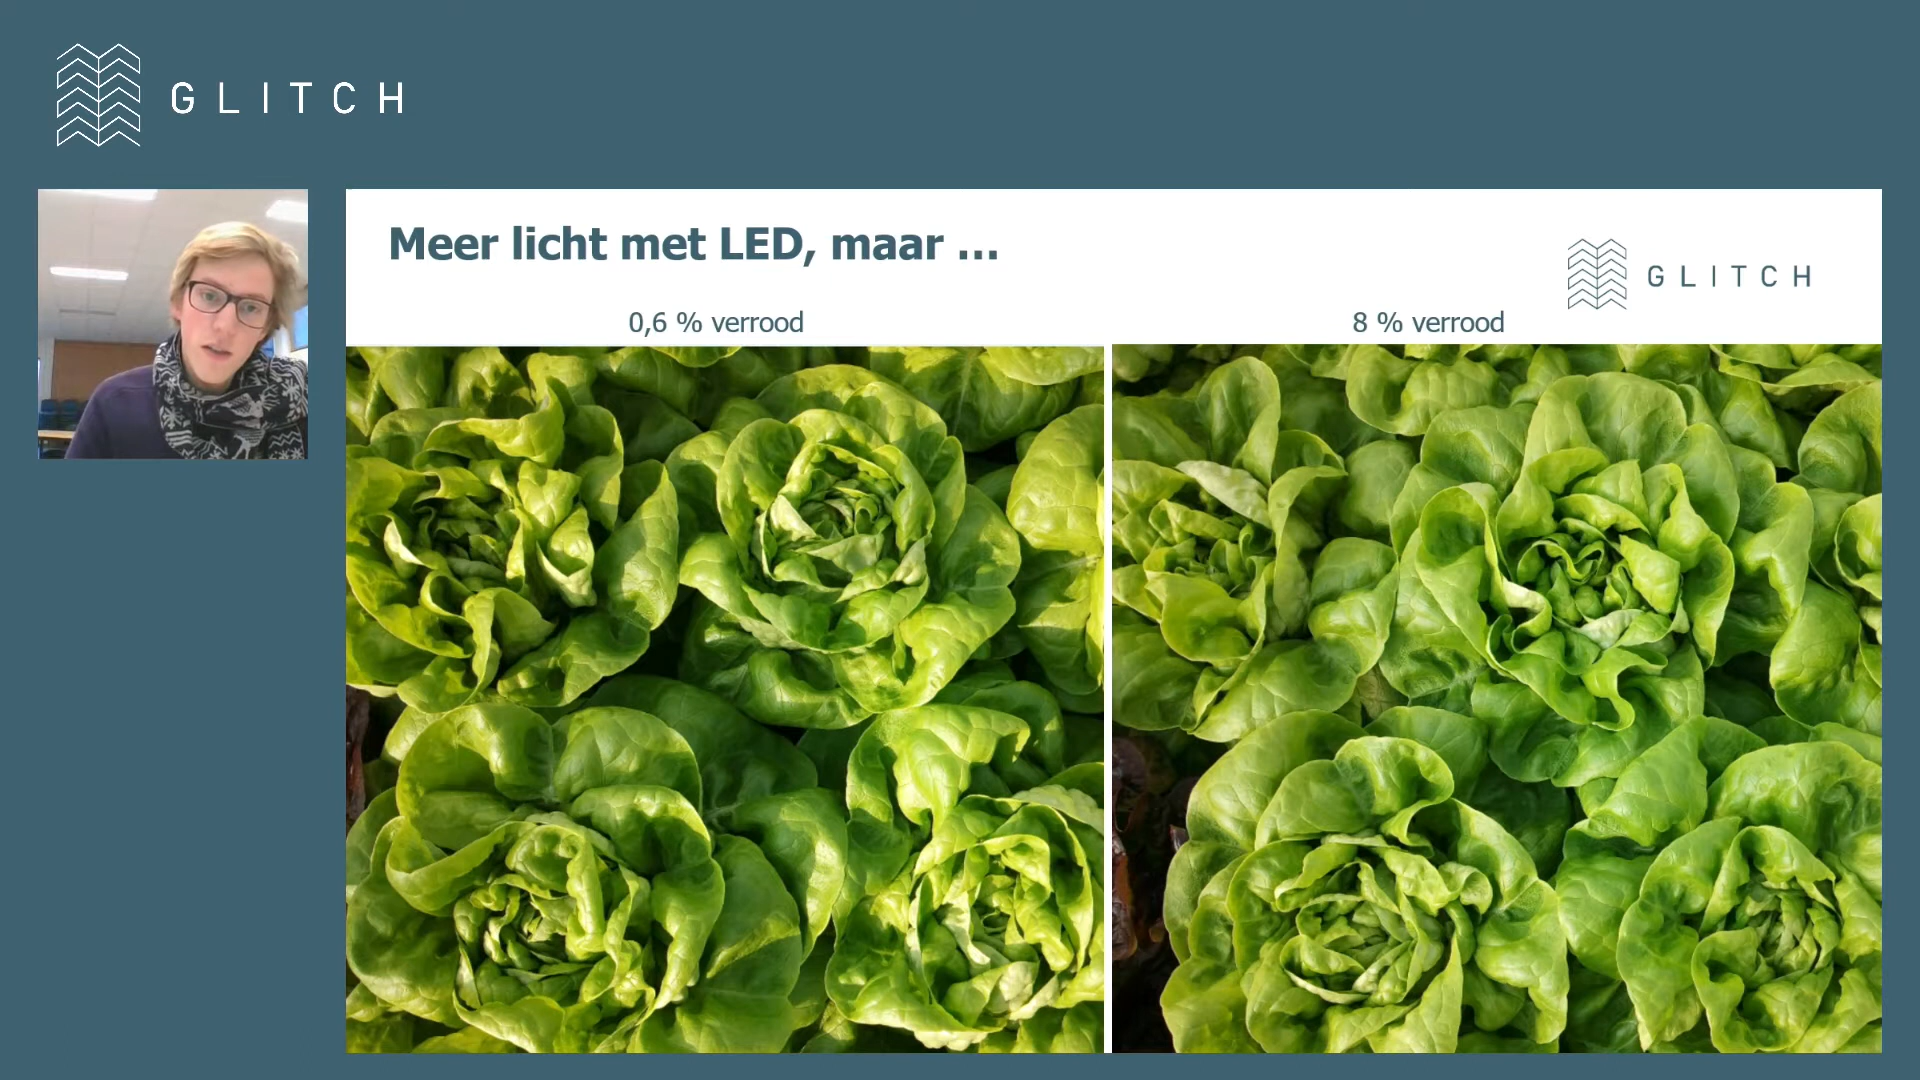 GLITCH
Meer licht met LED, maar ...
GLITCH
0,6 % verrood
8 % verrood